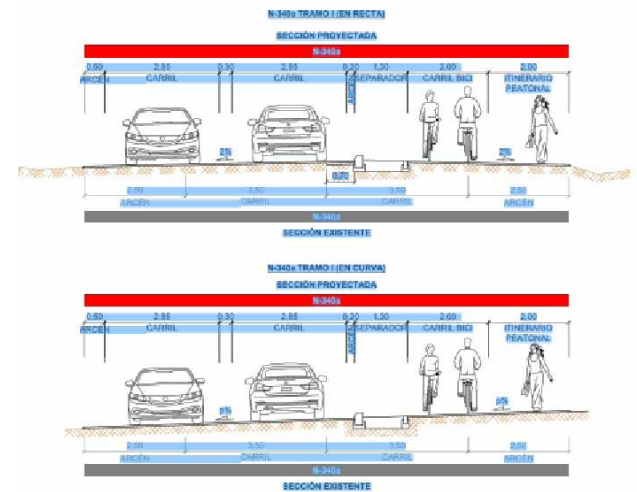 N-340a TRAMO I (EN RECTA)
SECCIÓN PROYECTADA
N-340a
0,60 2,85 0,30 2,85 0,20 1,30 2,00 2,00
ARCÉN CARRIL CARRIL ARCÉN SEPARADOR CARRIL BICI ITINERARIO
PEATONAL
2% 2%
0,70
2,50 3,50 3,50 2,50
ARCÉN CARRIL CARRIL ARCÉN
N-340a
SECCIÓN EXISTENTE
N-340a TRAMO I (EN CURVA)
SECCIÓN PROYECTADA
N-340a
0,60 2,85 0,30 2,85 0,20 1,30 2,00 2,00
ARCÉN CARRIL CARRIL ARCÉN SEPARADOR CARRIL BICI ITINERARIO
PEATONAL
p% p%
2,50 3,50 3,50 2,50
ARCÉN CARRIL CARRIL ARCÉN
N-340a
SECCIÓN EXISTENTE